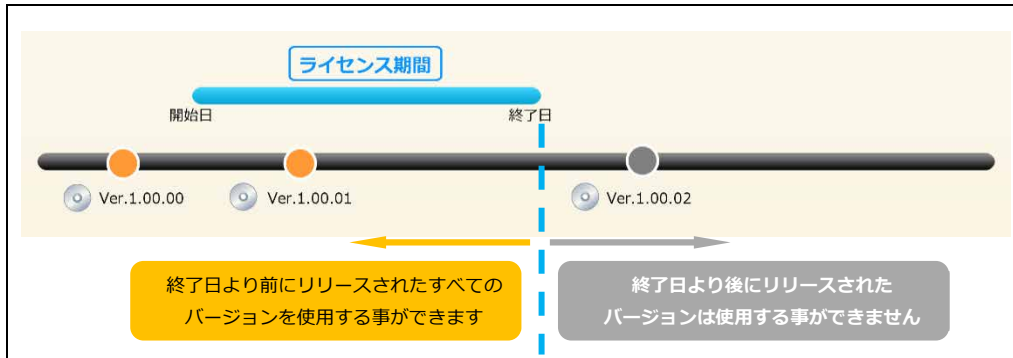 ライセンス期間
開始日
終了日
Ver.1.00.00
Ver.1.00.01
Ver.1.00.02
終了日より前にリリースされたすべての
バージョンを使用する事ができます
終了日より後にリリースされた
バージョンは使用する事ができません